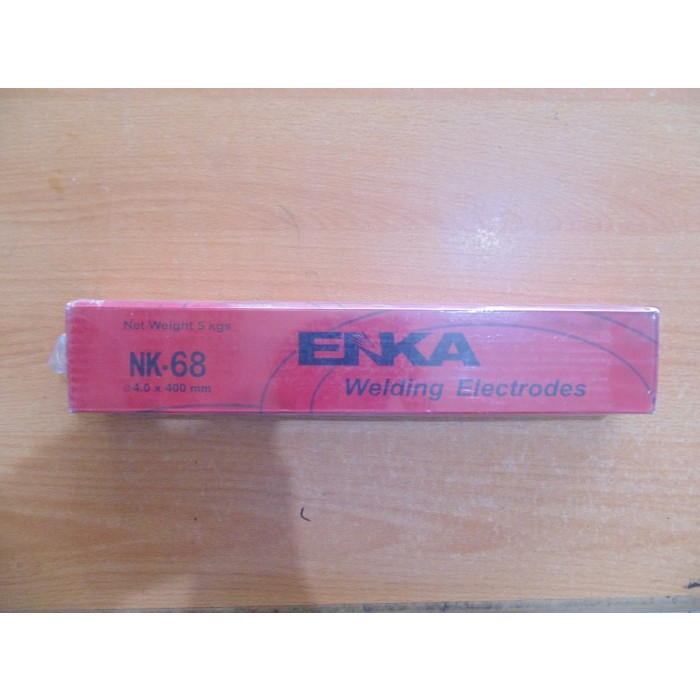 Net Weight 5 kgs
NK-68
⌀ 4.0 x 400 mm
ENKA
Welding Electrodes